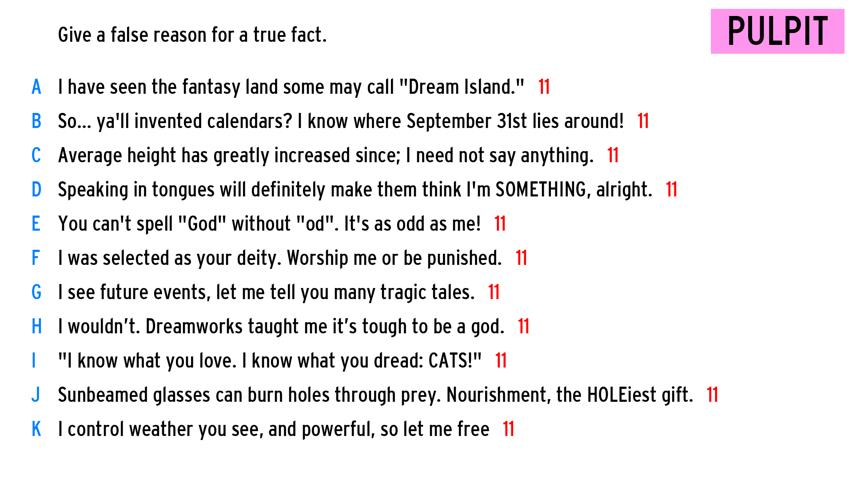 Give a false reason for a true fact.
PULPIT
A I have seen the fantasy land some may call "Dream Island." 11
B So... ya'll invented calendars? I know where September 31st lies around! 11
C Average height has greatly increased since; I need not say anything. 11
D Speaking in tongues will definitely make them think I'm SOMETHING, alright. 11
E You can't spell "God" without "od". It's as odd as me! 11
F I was selected as your deity. Worship me or be punished. 11
G I see future events, let me tell you many tragic tales. 11
H I wouldn't. Dreamworks taught me it's tough to be a god. 11
I "I know what you love. I know what you dread: CATS!" 11
J Sunbeamed glasses can burn holes through prey. Nourishment, the HOLEiest gift. 11
K I control weather you see, and powerful, so let me free 11